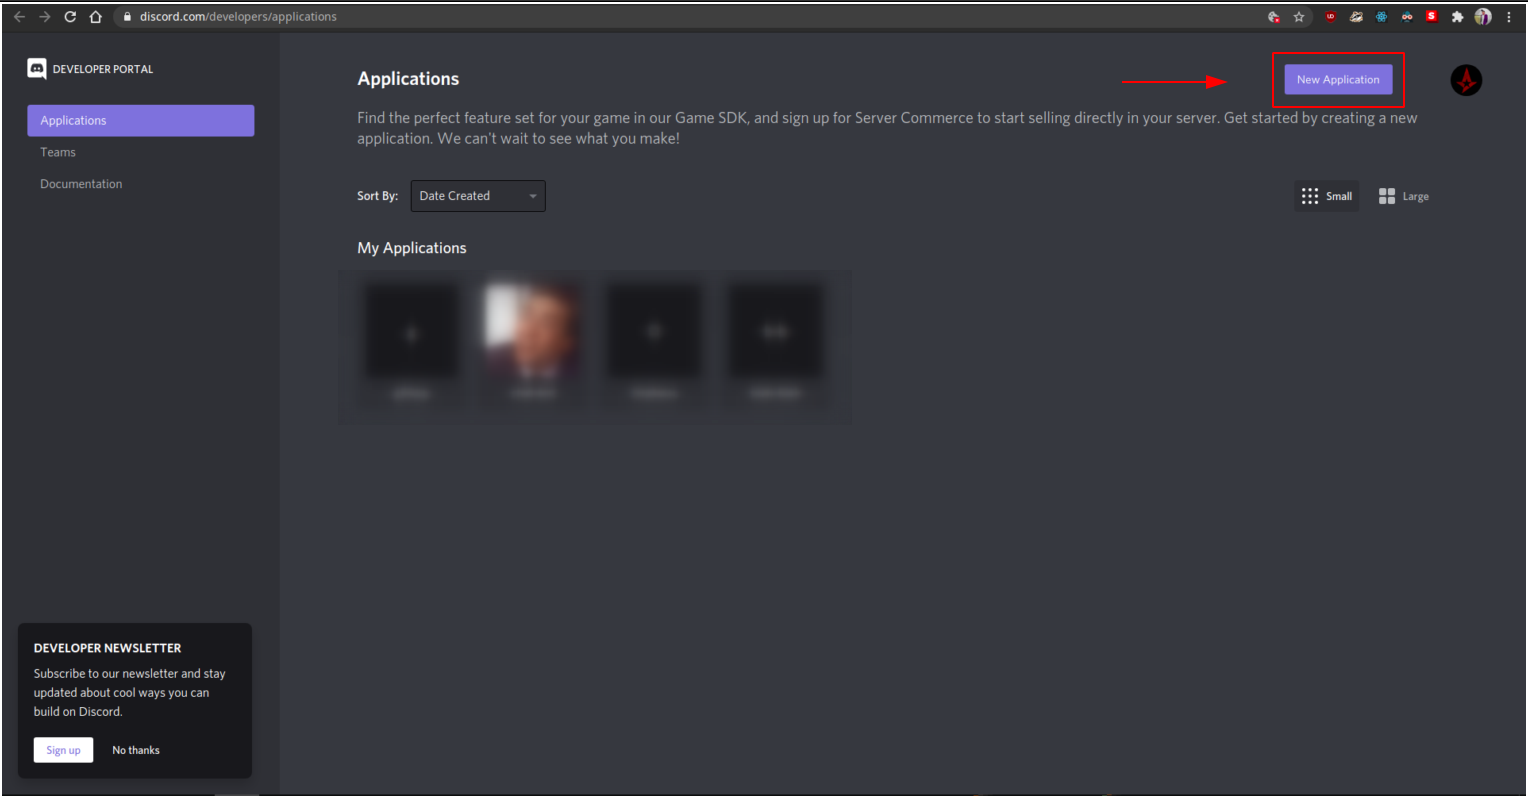 discord.com/developers/applications
DEVELOPER PORTAL
Applications
Teams
Documentation
Applications
New Application
Find the perfect feature set for your game in our Game SDK, and sign up for Server Commerce to start selling directly in your server. Get started by creating a new
application. We can't wait to see what you make!
Sort By:
Date Created
Small
Large
My Applications
DEVELOPER NEWSLETTER
Subscribe to our newsletter and stay
updated about cool ways you can
build on Discord.
Sign up
No thanks